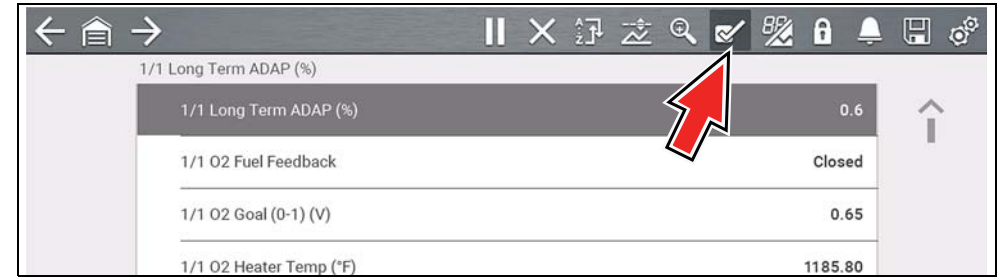 1/1 Long Term ADAP (%)
1/1 Long Term ADAP (%) 0.6
1/1 O2 Fuel Feedback Closed
1/1 O2 Goal (0-1) (V) 0.65
1/1 O2 Heater Temp (°F) 1185.80